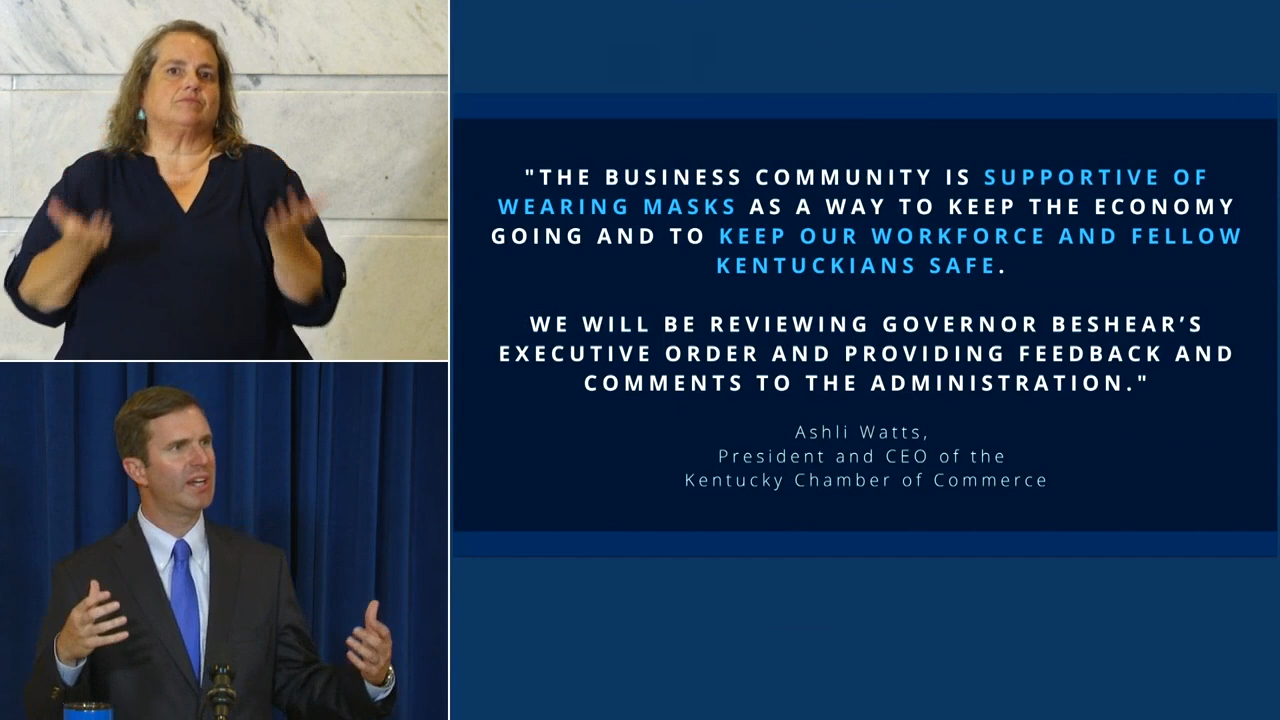 "THE BUSINESS COMMUNITY IS SUPPORTIVE OF
WEARING MASKS AS A WAY TO KEEP THE ECONOMY
GOING AND TO KEEP OUR WORKFORCE AND FELLOW
KENTUCKIANS SAFE.
WE WILL BE REVIEWING GOVERNOR BESHEAR’S
EXECUTIVE ORDER AND PROVIDING FEEDBACK AND
COMMENTS TO THE ADMINISTRATION."
Ashli Watts,
President and CEO of the
Kentucky Chamber of Commerce